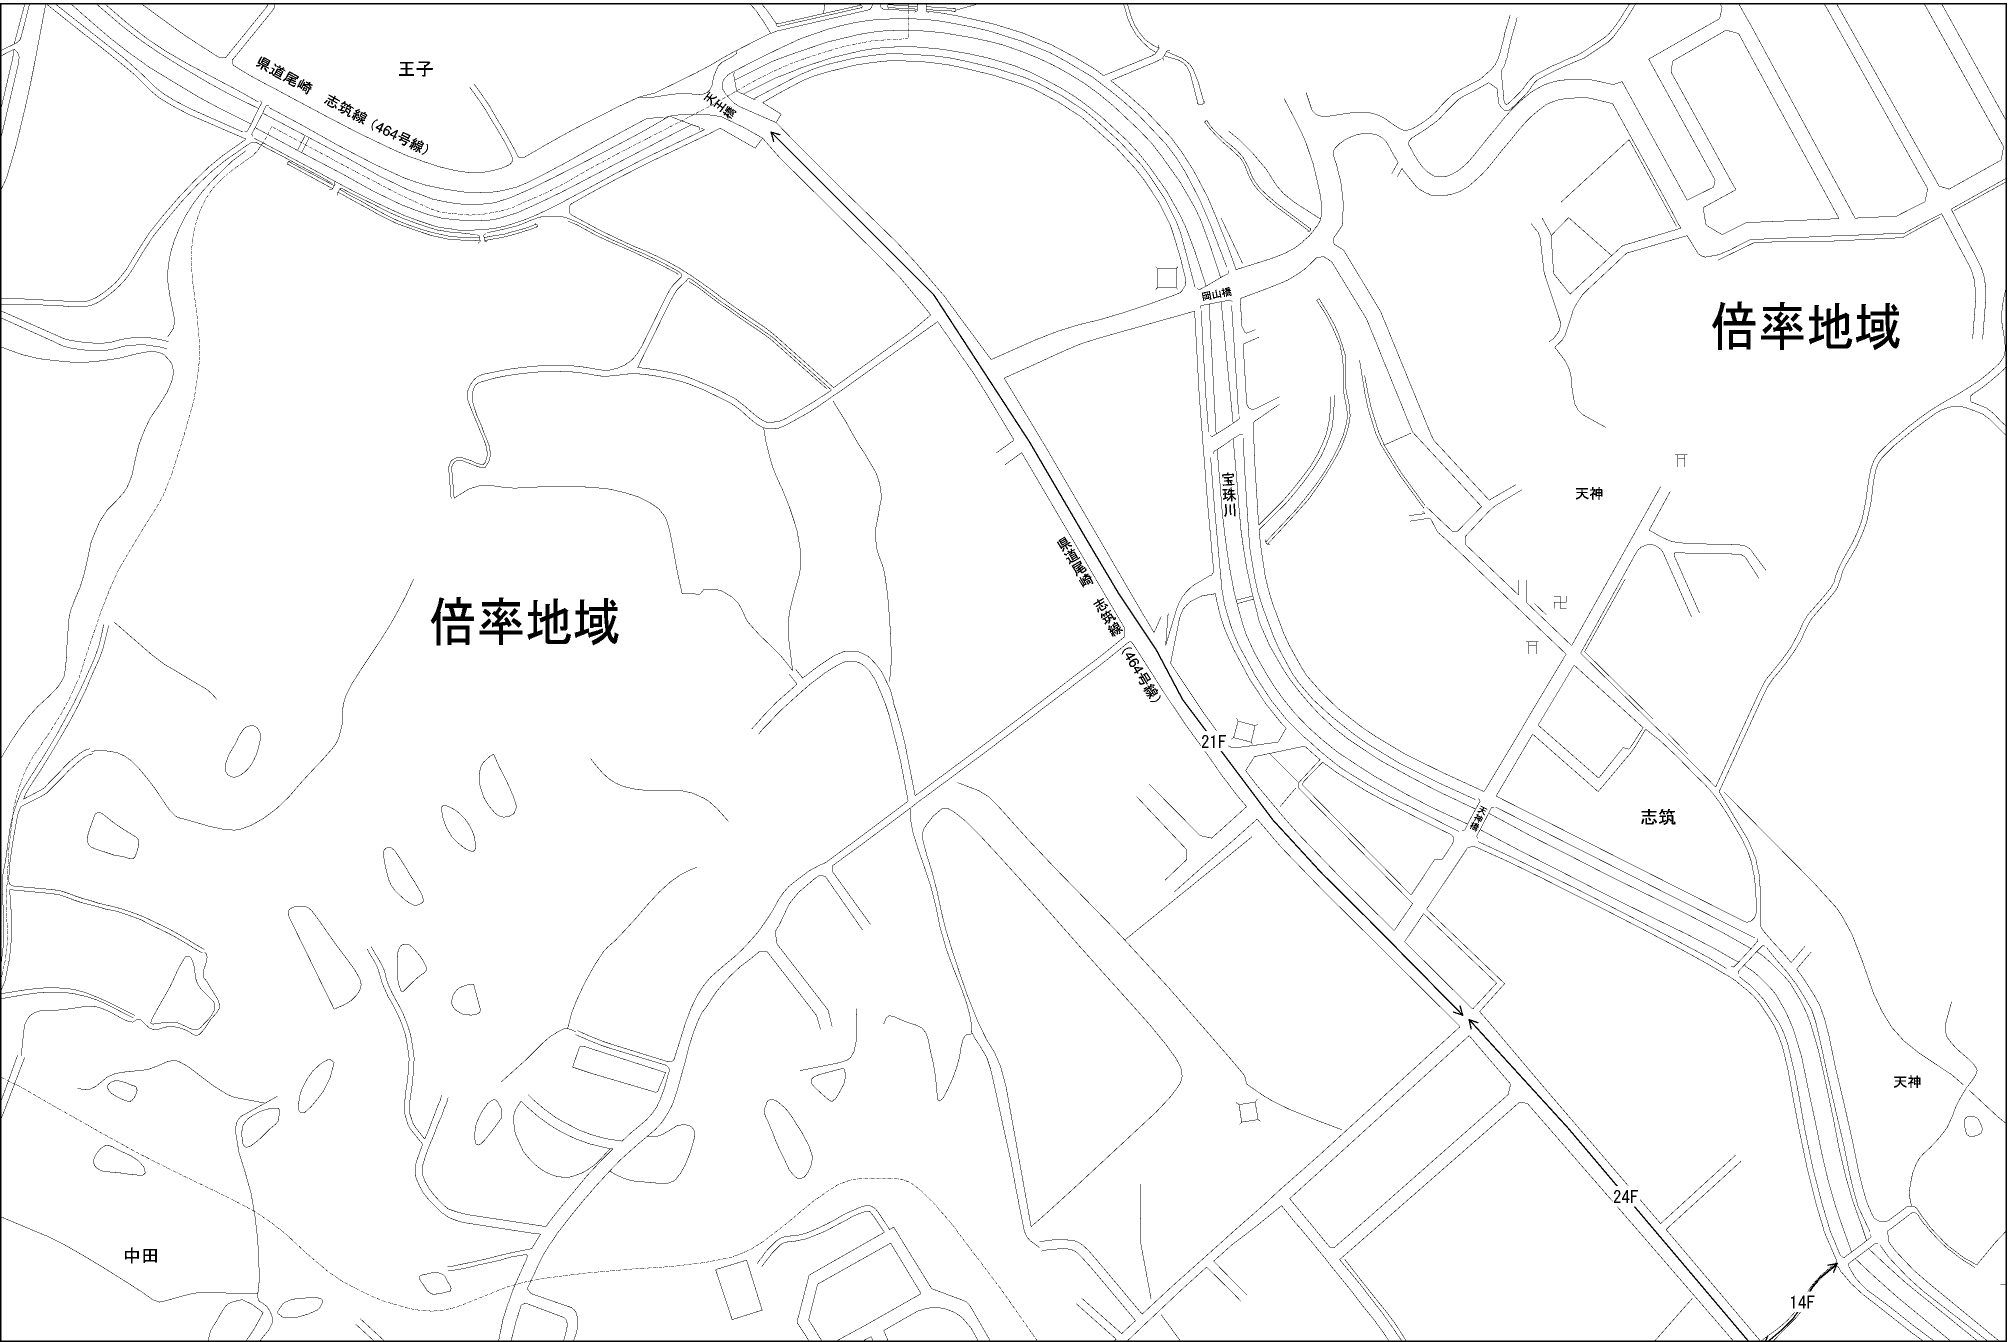 王子
県道尾崎　志筑線（464号線）
天王橋
岡山橋
倍率地域
宝珠川
天神
県道尾崎　志筑線（464号線）
倍率地域
21F
天神橋
志筑
天神
24F
中田
14F